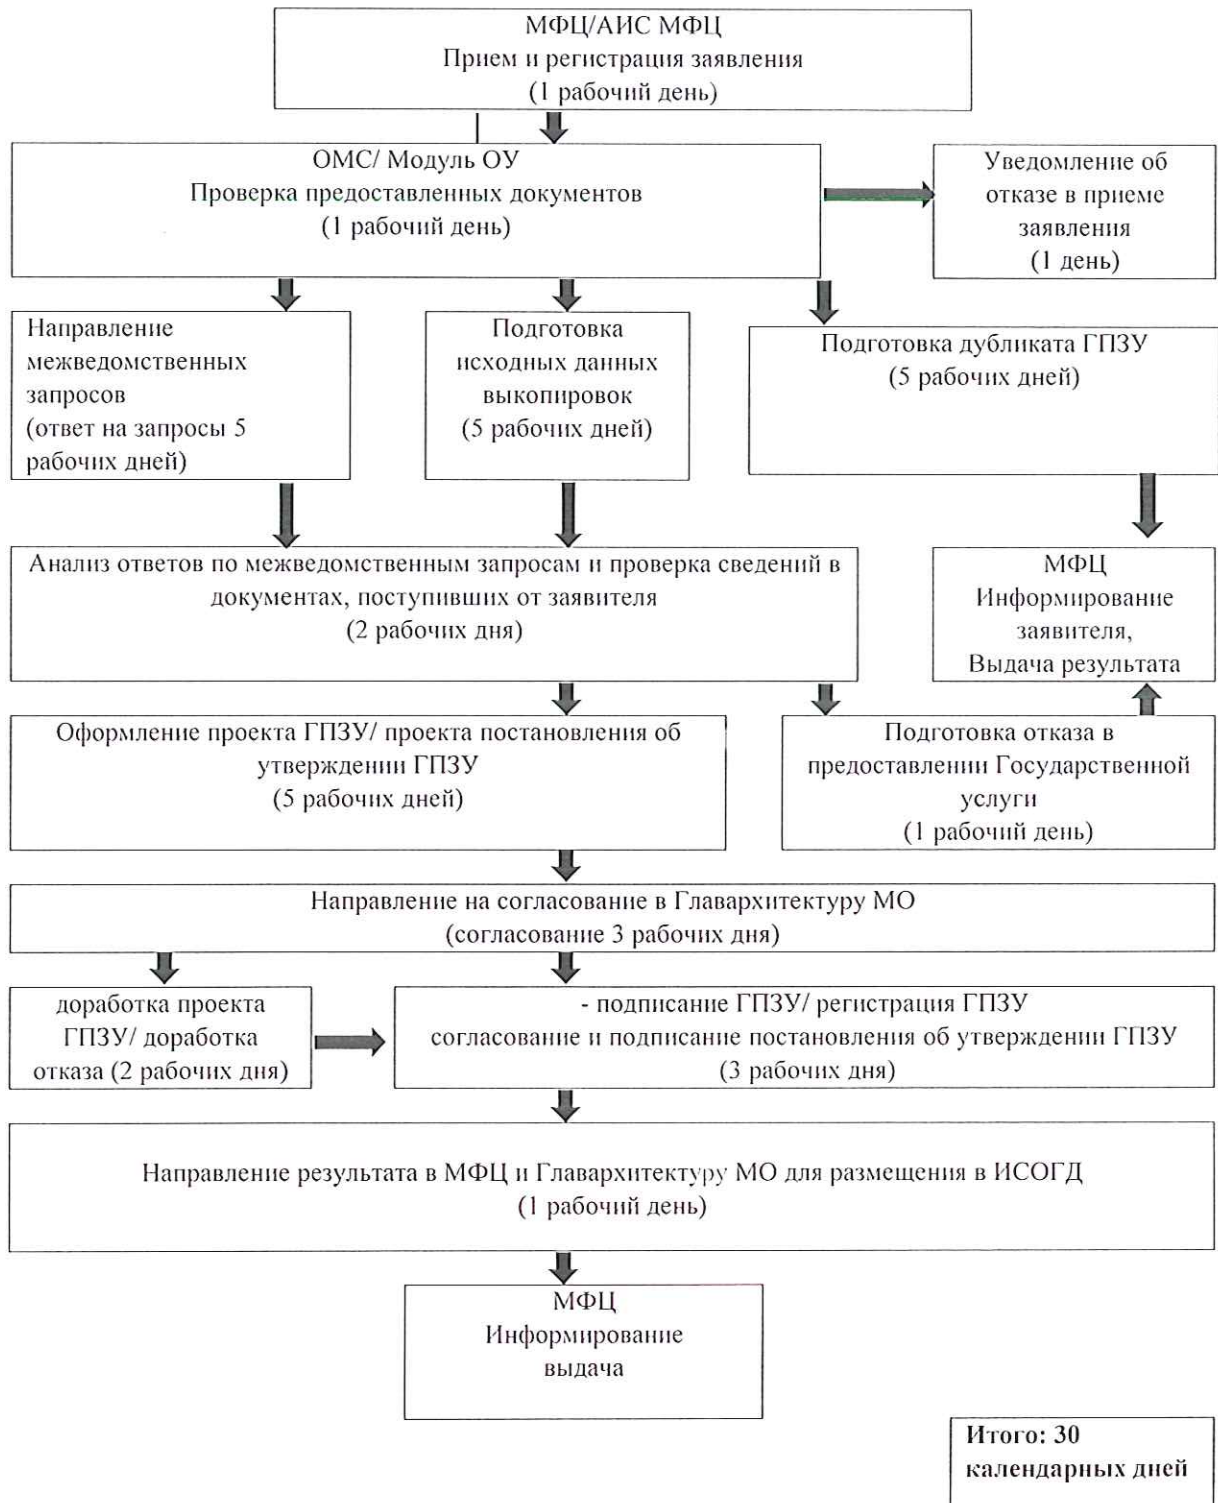 МФЦ/АИС МФЦ
Прием и регистрация заявления
(1 рабочий день)
ОМС/ Модуль ОУ
Проверка предоставленных документов
(1 рабочий день)
Уведомление об
отказе в приеме
заявления
(1 день)
Направление
межведомственных
запросов
(ответ на запросы 5
рабочих дней)
Подготовка
исходных данных
выкопировок
(5 рабочих дней)
Подготовка дубликата ГПЗУ
(5 рабочих дней)
Анализ ответов по межведомственным запросам и проверка сведений в
документах, поступивших от заявителя
(2 рабочих дня)
МФЦ
Информирование
заявителя,
Выдача результата
Оформление проекта ГПЗУ/ проекта постановления об
утверждении ГПЗУ
(5 рабочих дней)
Подготовка отказа в
предоставлении Государственной
услуги
(1 рабочий день)
Направление на согласование в Главархитектуру МО
(согласование 3 рабочих дня)
доработка проекта
ГПЗУ/ доработка
отказа (2 рабочих дня)
- подписание ГПЗУ/ регистрация ГПЗУ
согласование и подписание постановления об утверждении ГПЗУ
(3 рабочих дня)
Направление результата в МФЦ и Главархитектуру МО для размещения в ИСОГД
(1 рабочий день)
МФЦ
Информирование
выдача
Итого: 30
календарных дней